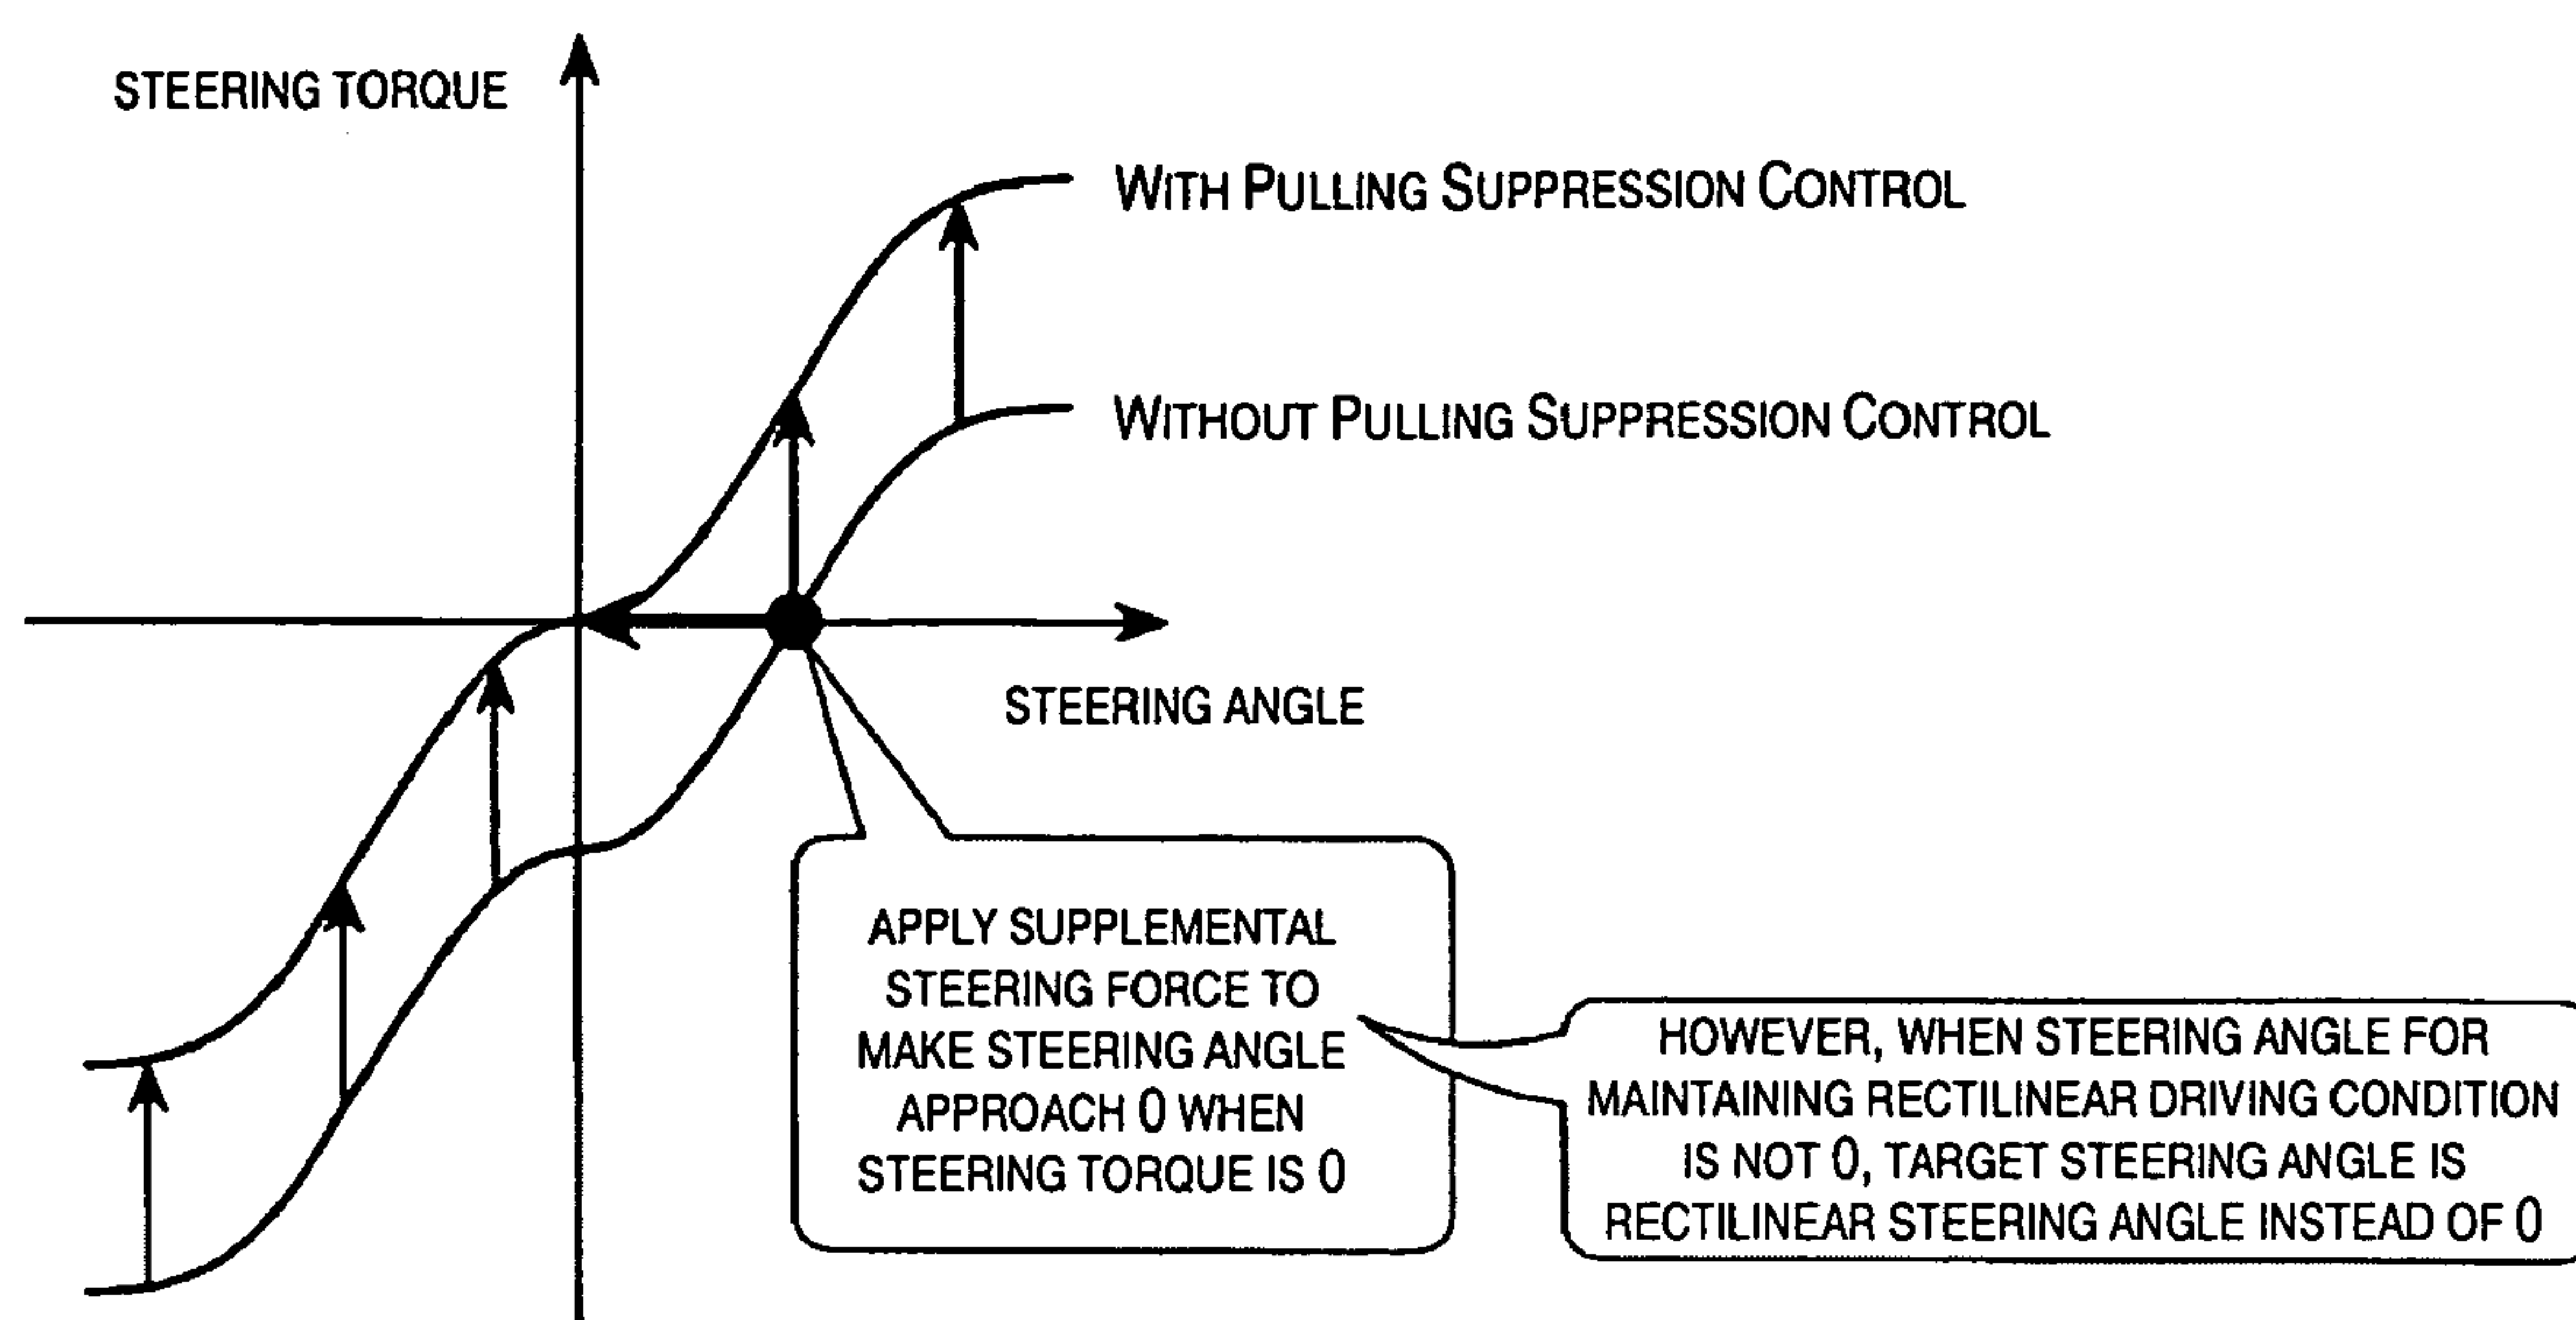 STEERING TORQUE
WITH PULLING SUPPRESSION CONTROL
WITHOUT PULLING SUPPRESSION CONTROL
STEERING ANGLE
APPLY SUPPLEMENTAL
STEERING FORCE TO
MAKE STEERING ANGLE
APPROACH 0 WHEN
STEERING TORQUE IS 0
HOWEVER, WHEN STEERING ANGLE FOR
MAINTAINING RECTILINEAR DRIVING CONDITION
IS NOT 0, TARGET STEERING ANGLE IS
RECTILINEAR STEERING ANGLE INSTEAD OF 0